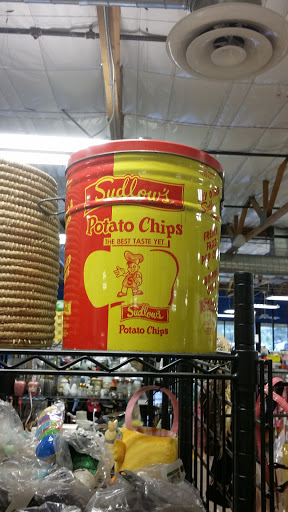 Sudlow's
Potato Chips
THE BEST TASTE YET
Sudlow's
Potato Chips